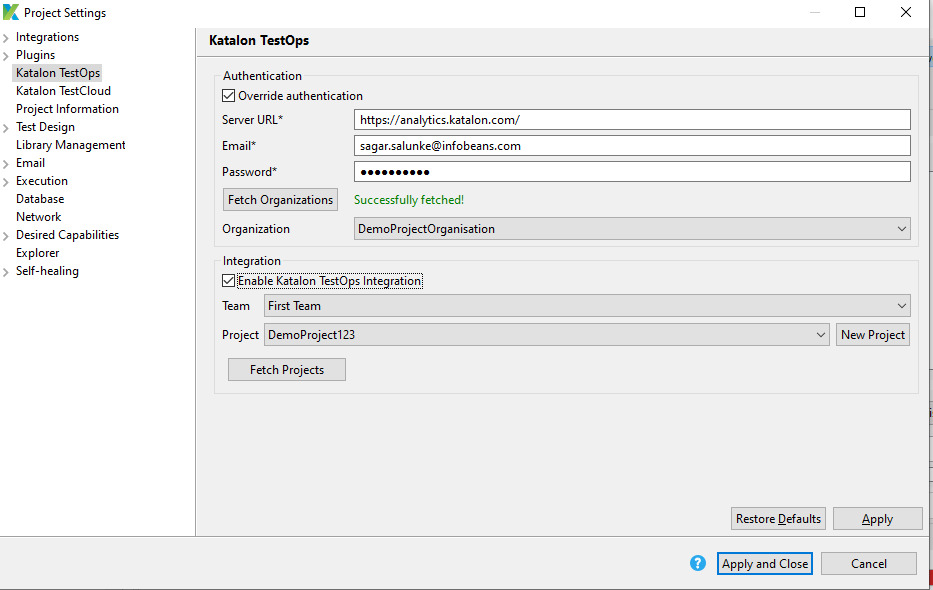 Project Settings
Integrations
Plugins
Katalon TestOps
Katalon TestCloud
Project Information
Test Design
Library Management
Email
Execution
Database
Network
Desired Capabilities
Explorer
Self-healing
Katalon TestOps
Authentication
Override authentication
Server URL* https://analytics.katalon.com/
Email* sagar.salunke@infobeans.com
Password* ●●●●●●●●●●
Fetch Organizations Successfully fetched!
Organization DemoProjectOrganisation
Integration
Enable Katalon TestOps Integration
Team First Team
Project DemoProject123 New Project
Fetch Projects
Restore Defaults Apply
? Apply and Close Cancel